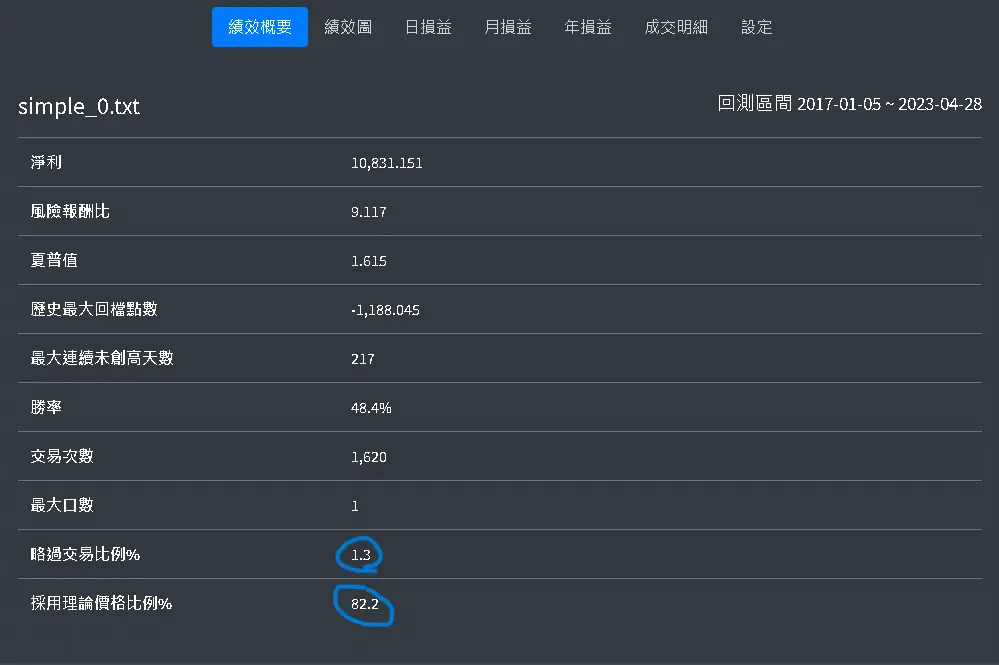 績效概要 績效圖 日損益 月損益 年損益 成交明細 設定
simple_0.txt 回測區間 2017-01-05 ~ 2023-04-28
淨利 10,831.151
風險報酬比 9.117
夏普值 1.615
歷史最大回檔點數 -1,188.045
最大連續未創高天數 217
勝率 48.4%
交易次數 1,620
最大口數 1
略過交易比例% 1.3
採用理論價格比例% 82.2